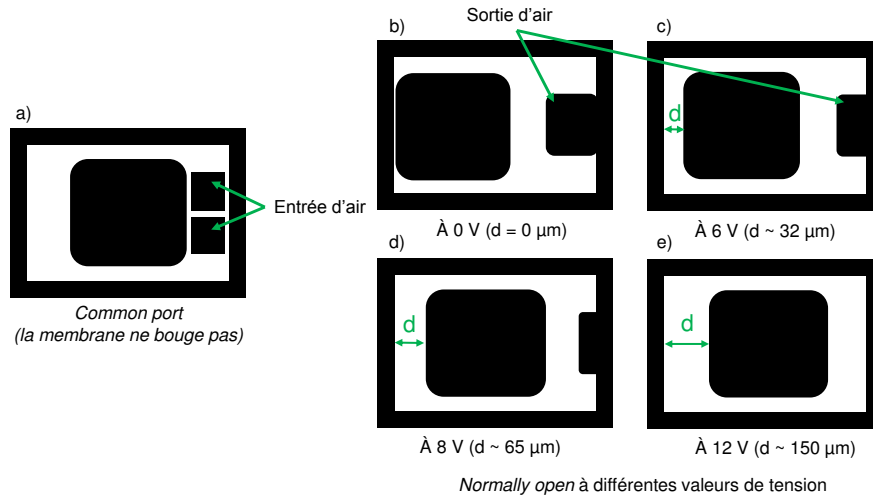 a)
Entrée d'air
Common port
(la membrane ne bouge pas)
Sortie d'air
b)
À 0 V (d = 0 µm)
c)
d
À 6 V (d ~ 32 µm)
d)
d
À 8 V (d ~ 65 µm)
e)
d
À 12 V (d ~ 150 µm)
Normally open à différentes valeurs de tension